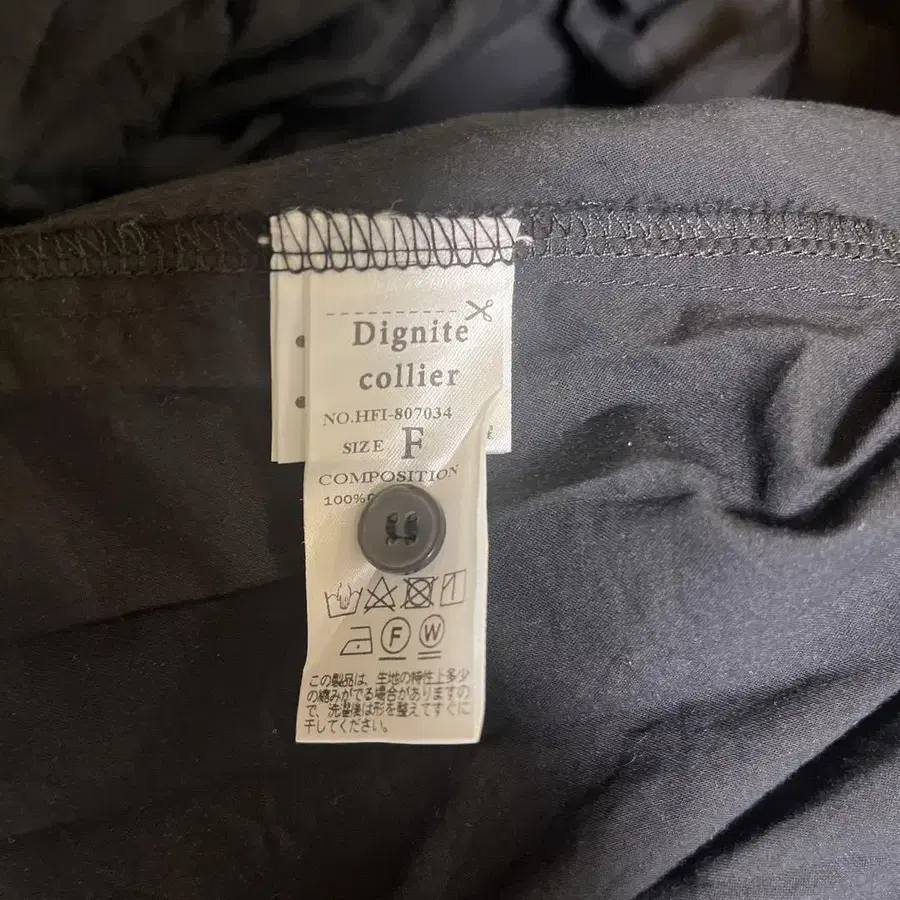 Dignite
collier
NO.HFI-807034
SIZE F
COMPOSITION
100%
F W
この製品は、生地の特性上多少
の縮みがでる場合がありますの
で、洗濯後は形を整えてすぐに
干してください。